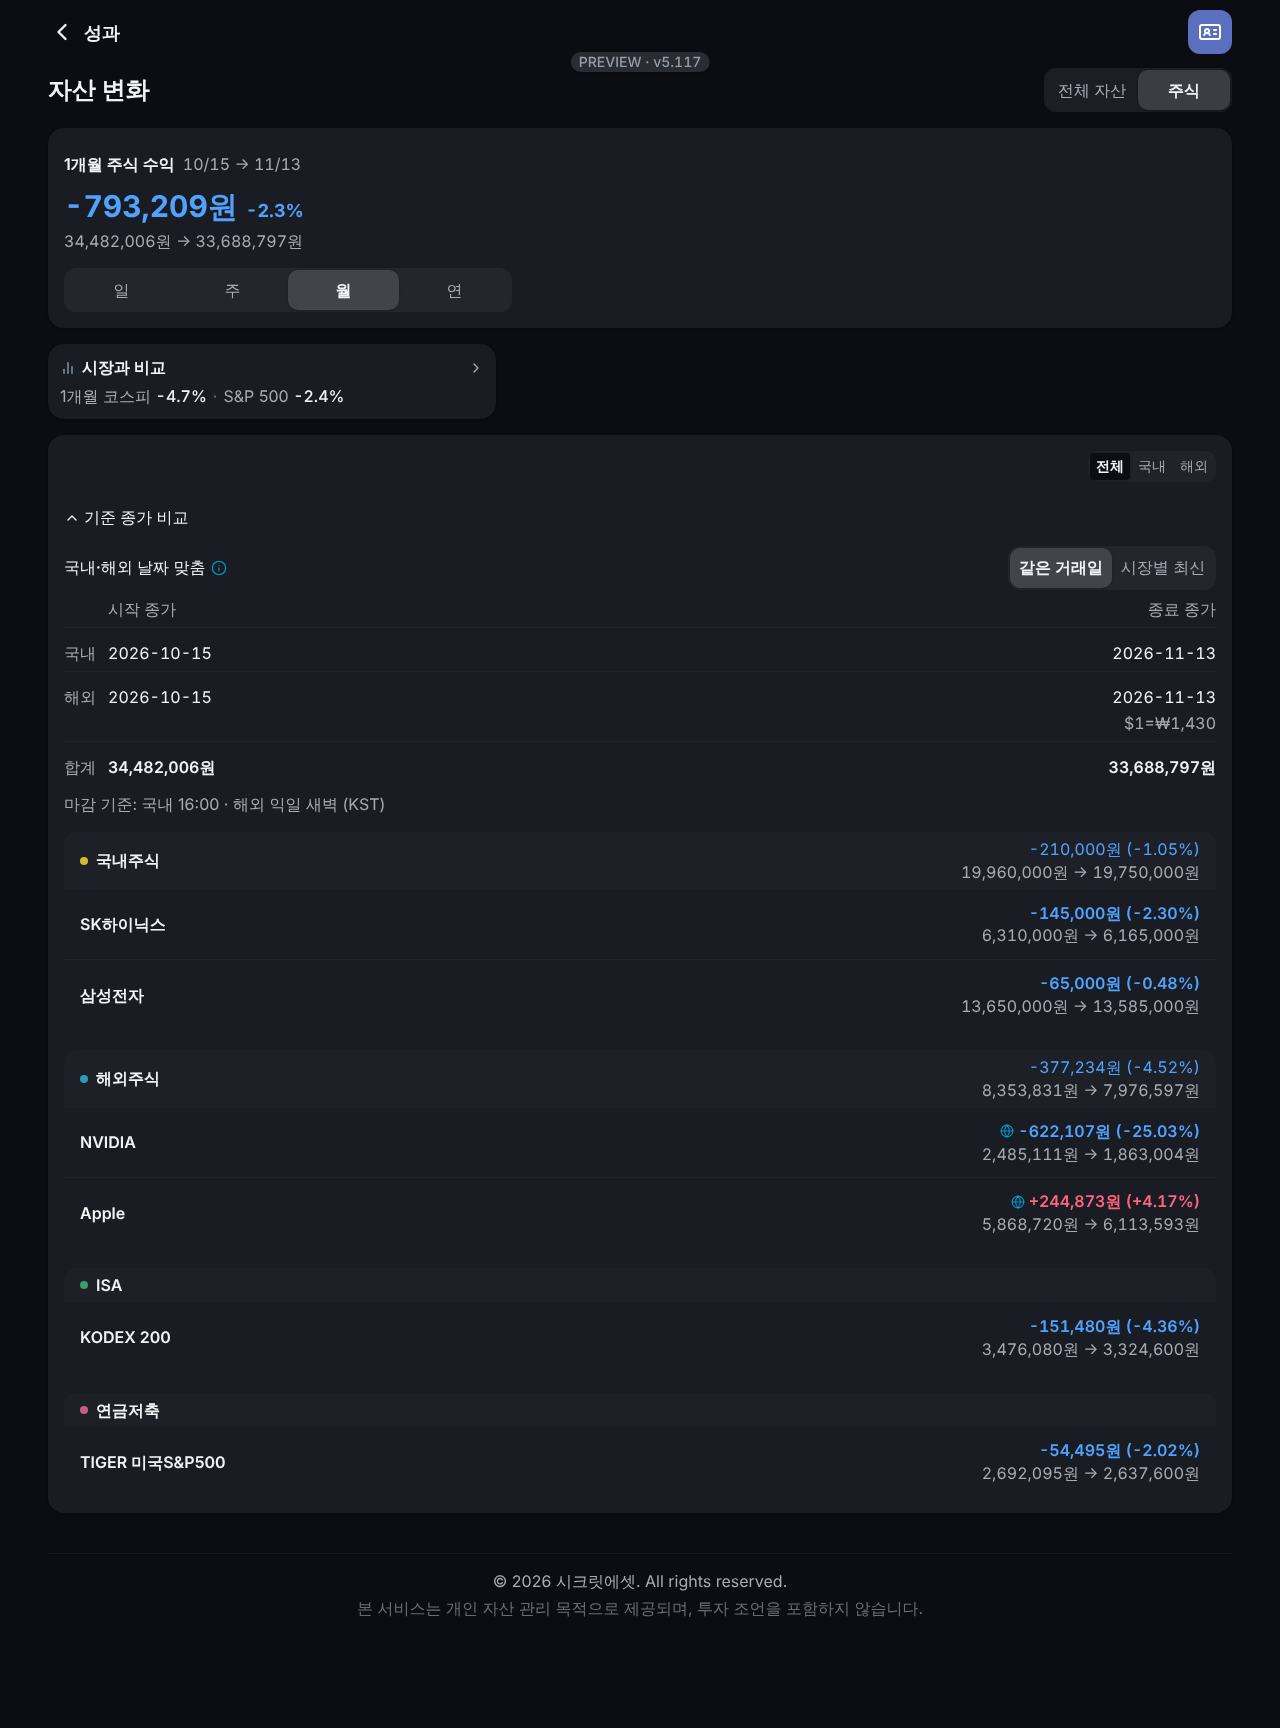 성과
PREVIEW · v5.117
자산 변화
전체 자산 주식
1개월 주식 수익 10/15 → 11/13
-793,209원 -2.3%
34,482,006원 → 33,688,797원
일 주 월 연
시장과 비교
1개월 코스피 -4.7% · S&P 500 -2.4%
전체 국내 해외
기준 종가 비교
국내·해외 날짜 맞춤 같은 거래일 시장별 최신
시작 종가 종료 종가
국내 2026-10-15 2026-11-13
해외 2026-10-15 2026-11-13
$1=₩1,430
합계 34,482,006원 33,688,797원
마감 기준: 국내 16:00 · 해외 익일 새벽 (KST)
국내주식 -210,000원 (-1.05%)
19,960,000원 → 19,750,000원
SK하이닉스 -145,000원 (-2.30%)
6,310,000원 → 6,165,000원
삼성전자 -65,000원 (-0.48%)
13,650,000원 → 13,585,000원
해외주식 -377,234원 (-4.52%)
8,353,831원 → 7,976,597원
NVIDIA -622,107원 (-25.03%)
2,485,111원 → 1,863,004원
Apple +244,873원 (+4.17%)
5,868,720원 → 6,113,593원
ISA
KODEX 200 -151,480원 (-4.36%)
3,476,080원 → 3,324,600원
연금저축
TIGER 미국S&P500 -54,495원 (-2.02%)
2,692,095원 → 2,637,600원
© 2026 시크릿에셋. All rights reserved.
본 서비스는 개인 자산 관리 목적으로 제공되며, 투자 조언을 포함하지 않습니다.